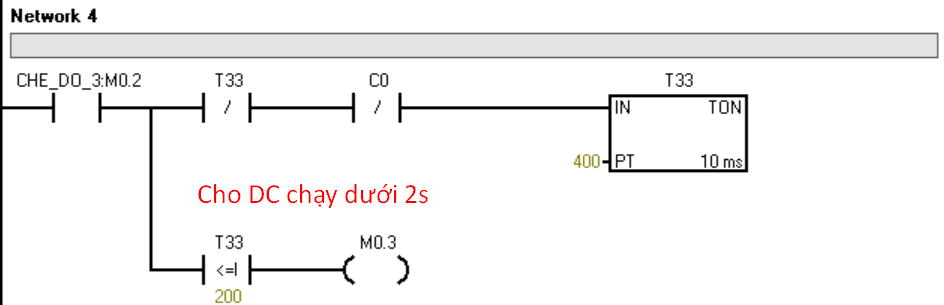 Network 4
CHE_DO_3:M0.2 T33 C0 T33
/ / IN TON
400 PT 10 ms
Cho DC chạy dưới 2s
T33 M0.3
<=I
200